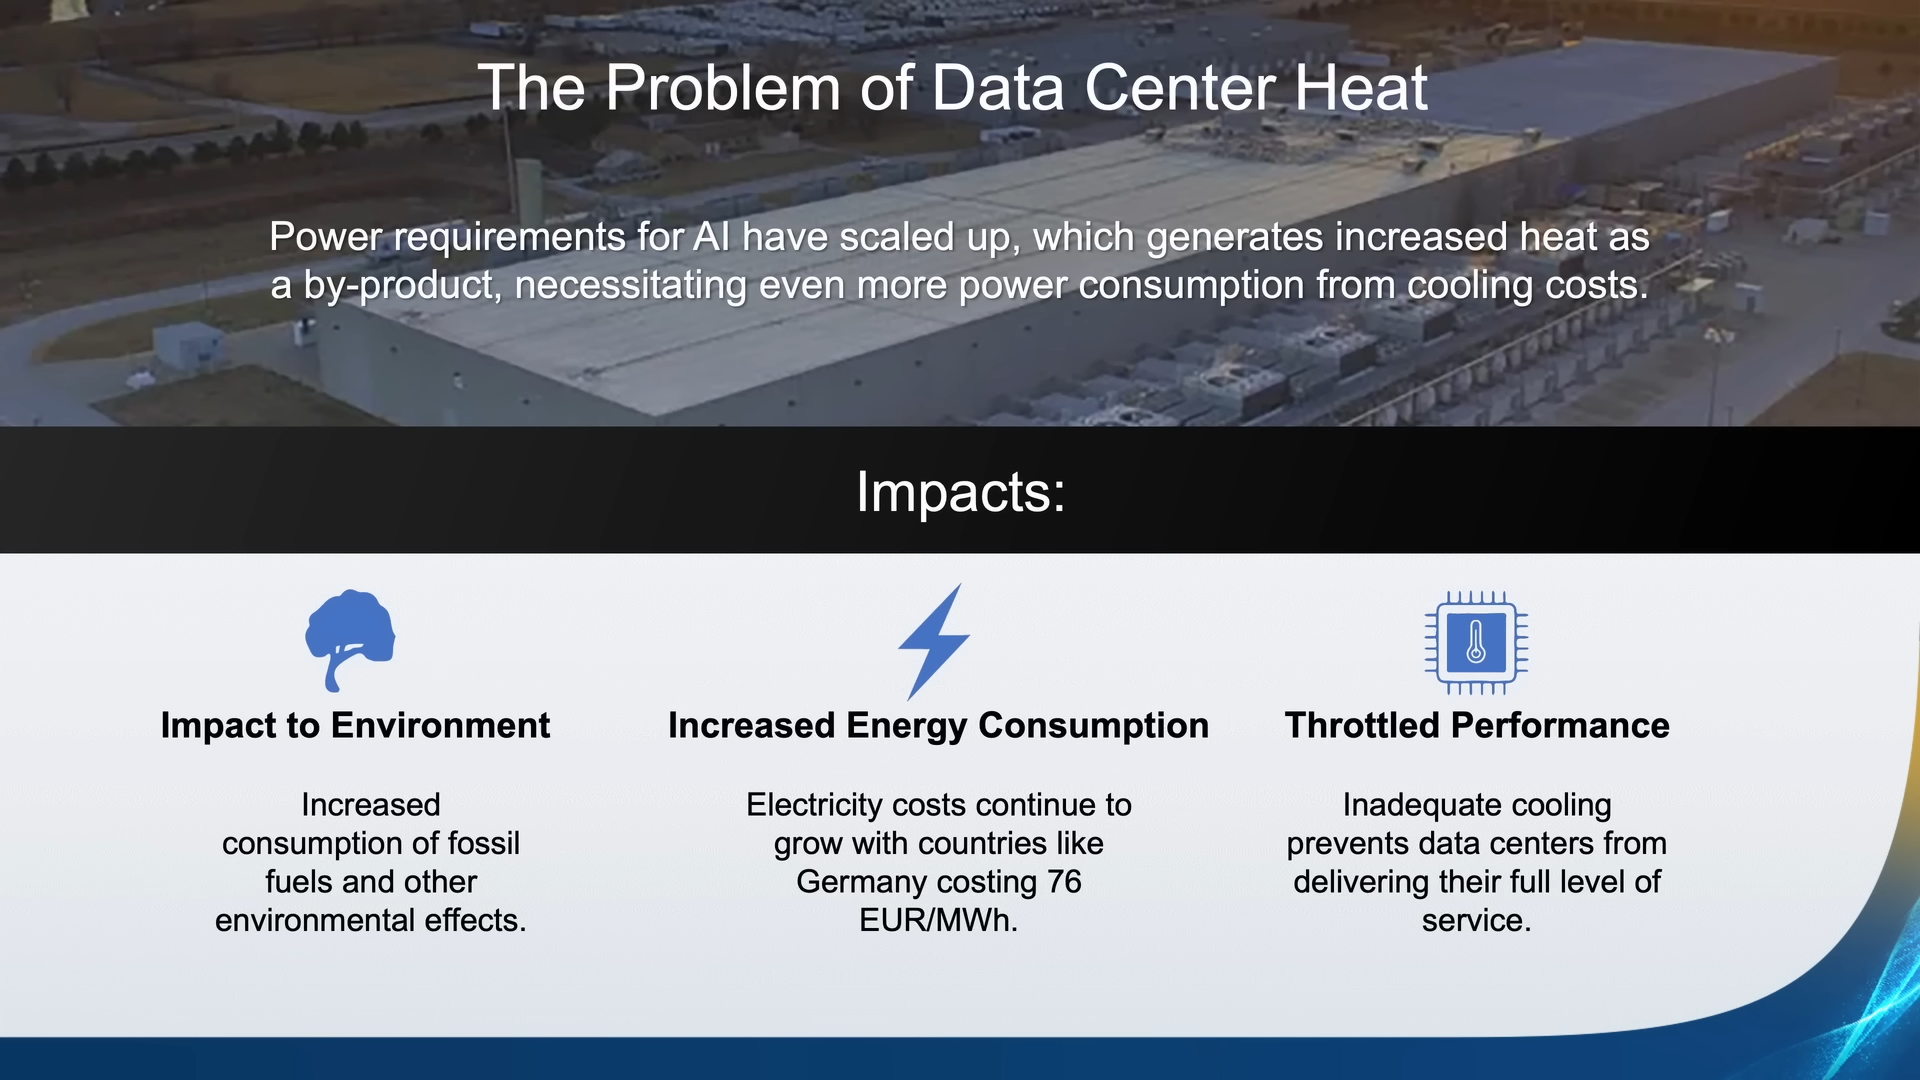 The Problem of Data Center Heat
Power requirements for AI have scaled up, which generates increased heat as
a by-product, necessitating even more power consumption from cooling costs.
Impacts:
Impact to Environment
Increased
consumption of fossil
fuels and other
environmental effects.
Increased Energy Consumption
Electricity costs continue to
grow with countries like
Germany costing 76
EUR/MWh.
Throttled Performance
Inadequate cooling
prevents data centers from
delivering their full level of
service.